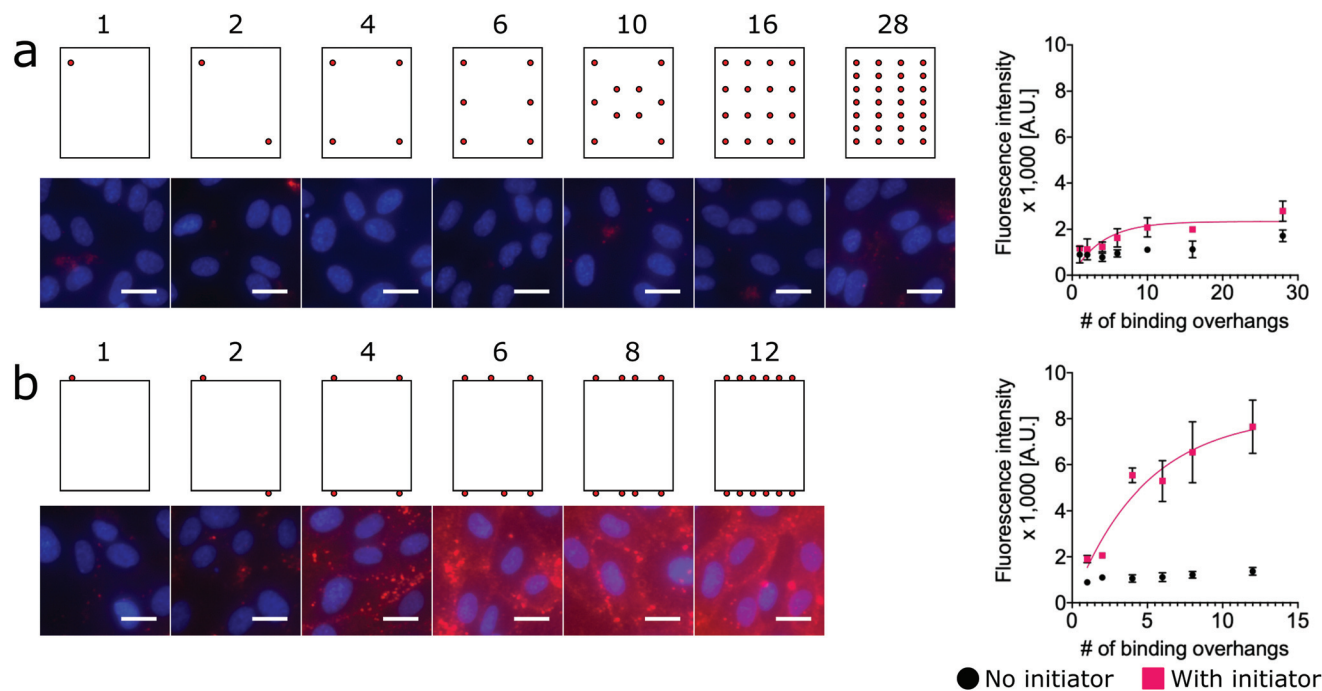 a
1 2 4 6 10 16 28
Fluorescence intensity
x 1,000 [A.U.]
10
8
6
4
2
0
0 10 20 30
# of binding overhangs
b
1 2 4 6 8 12
Fluorescence intensity
x 1,000 [A.U.]
10
8
6
4
2
0
0 5 10 15
# of binding overhangs
No initiator With initiator